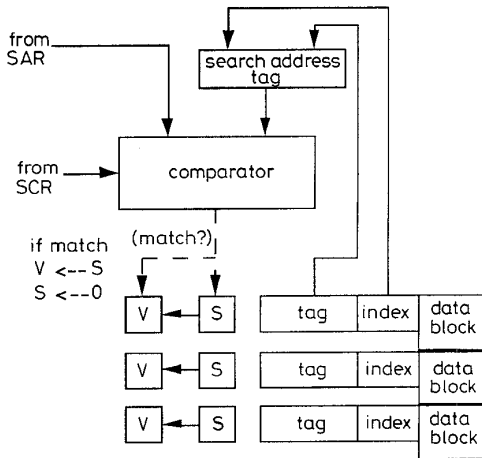 from
SAR
search address
tag
from
SCR
comparator
if match
(match?)
V <-- S
S <--0
V S tag index data
block
V S tag index data
block
V S tag index data
block